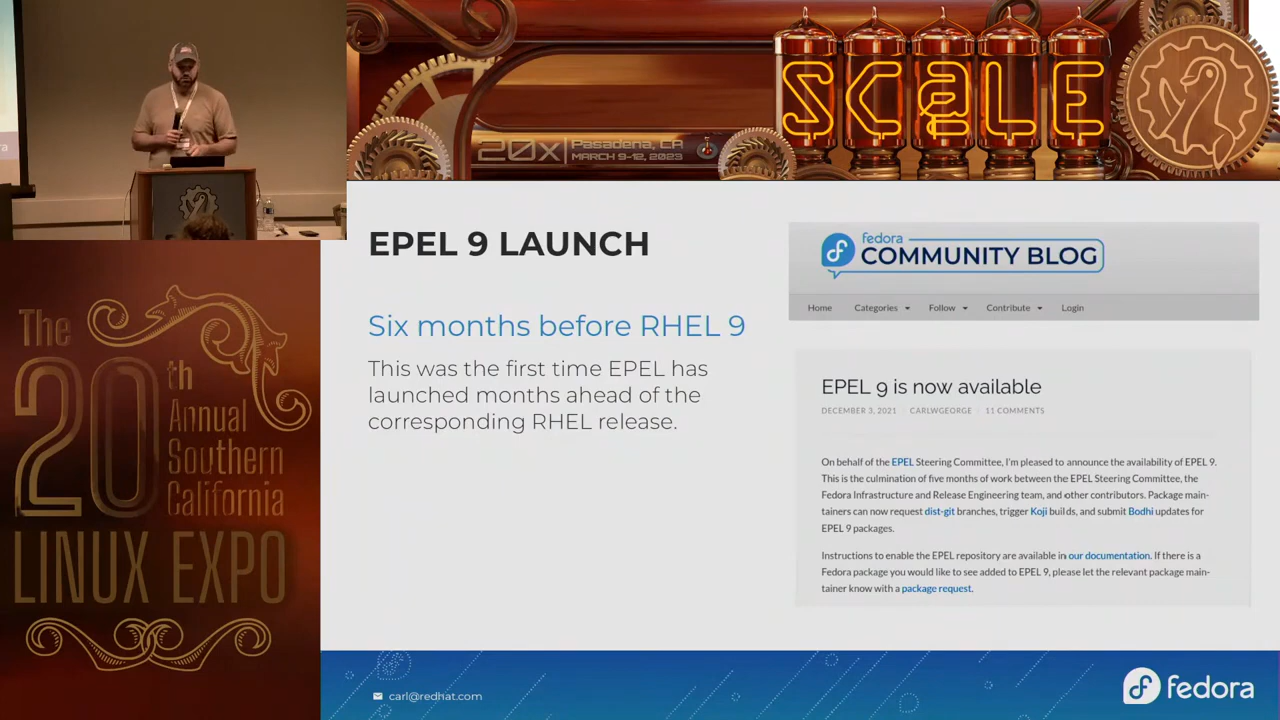 ra
SCaLE
20x
Pasadena, CA
MARCH 9-12, 2023
The
20th
Annual
Southern
California
LINUX EXPO
EPEL 9 LAUNCH
Six months before RHEL 9
This was the first time EPEL has
launched months ahead of the
corresponding RHEL release.
fedora
COMMUNITY BLOG
Home Categories Follow Contribute Login
EPEL 9 is now available
DECEMBER 3, 2021 CARLWGEORGE 11 COMMENTS
On behalf of the EPEL Steering Committee, I'm pleased to announce the availability of EPEL 9.
This is the culmination of five months of work between the EPEL Steering Committee, the
Fedora Infrastructure and Release Engineering team, and other contributors. Package main-
tainers can now request dist-git branches, trigger Koji builds, and submit Bodhi updates for
EPEL 9 packages.
Instructions to enable the EPEL repository are available in our documentation. If there is a
Fedora package you would like to see added to EPEL 9, please let the relevant package main-
tainer know with a package request.
carl@redhat.com
fedora